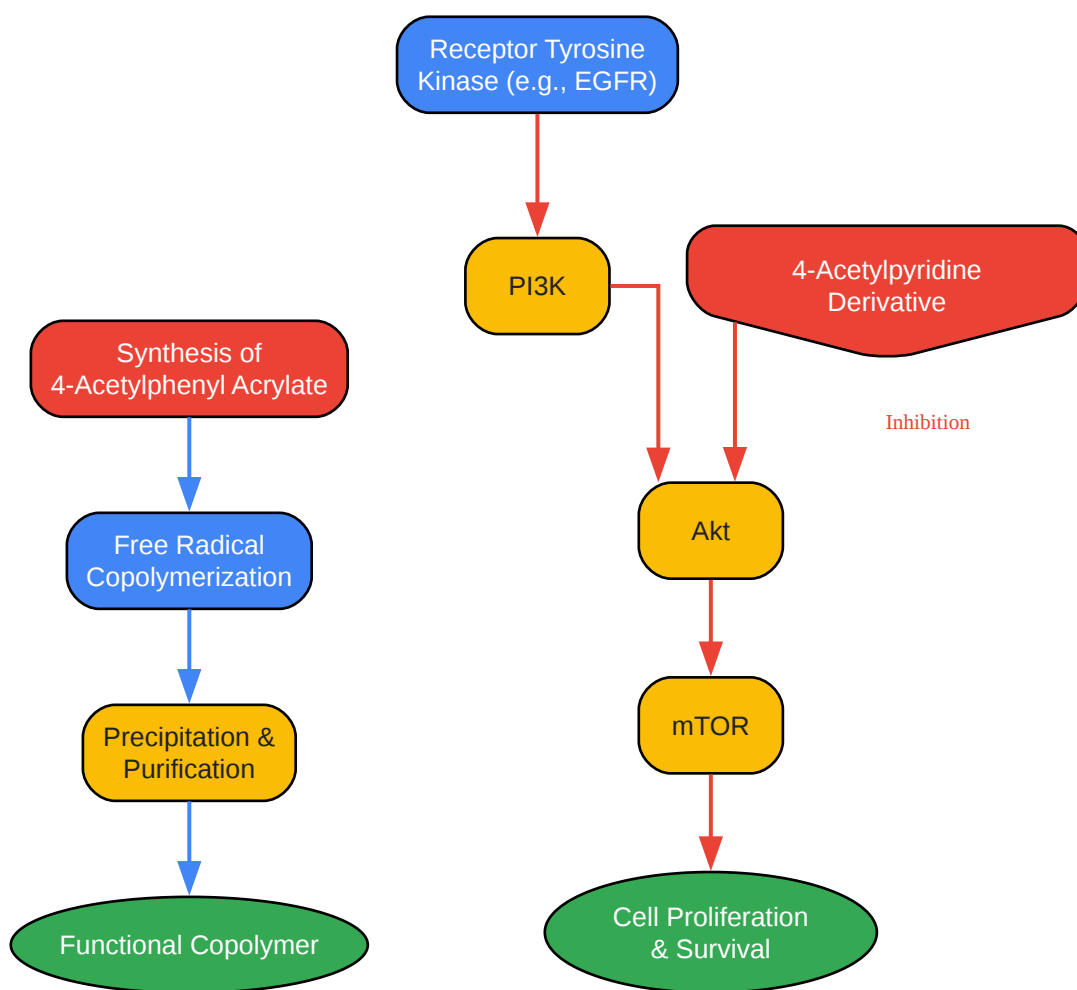 Receptor Tyrosine
Kinase (e.g., EGFR)
PI3K
4-Acetylpyridine
Derivative
Synthesis of
4-Acetylphenyl Acrylate
Inhibition
Free Radical
Copolymerization
Akt
Precipitation &
Purification
mTOR
Functional Copolymer
Cell Proliferation
& Survival